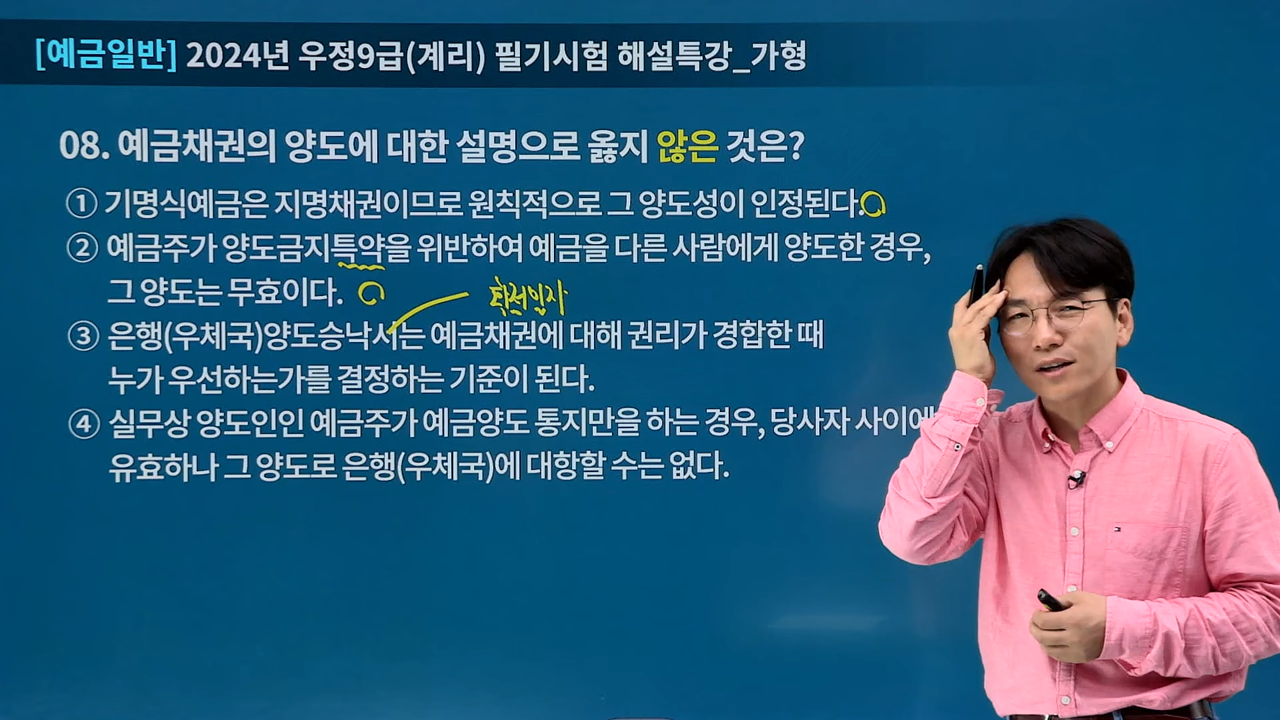 [예금일반] 2024년 우정9급(계리) 필기시험 해설특강_가형
08. 예금채권의 양도에 대한 설명으로 옳지 않은 것은?
① 기명식예금은 지명채권이므로 원칙적으로 그 양도성이 인정된다.
② 예금주가 양도금지특약을 위반하여 예금을 다른 사람에게 양도한 경우,
그 양도는 무효이다.
확정일자
③ 은행(우체국)양도승낙서는 예금채권에 대해 권리가 경합한 때
누가 우선하는가를 결정하는 기준이 된다.
④ 실무상 양도인인 예금주가 예금양도 통지만을 하는 경우, 당사자 사이에
유효하나 그 양도로 은행(우체국)에 대항할 수는 없다.